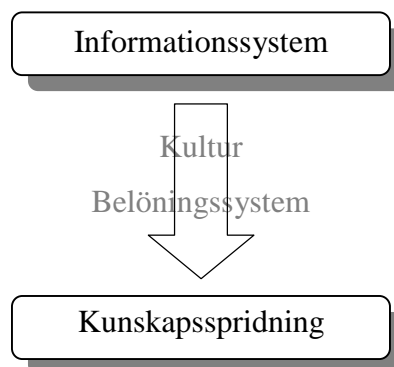 Informationssystem
Kultur
Belöningssystem
Kunskapsspridning